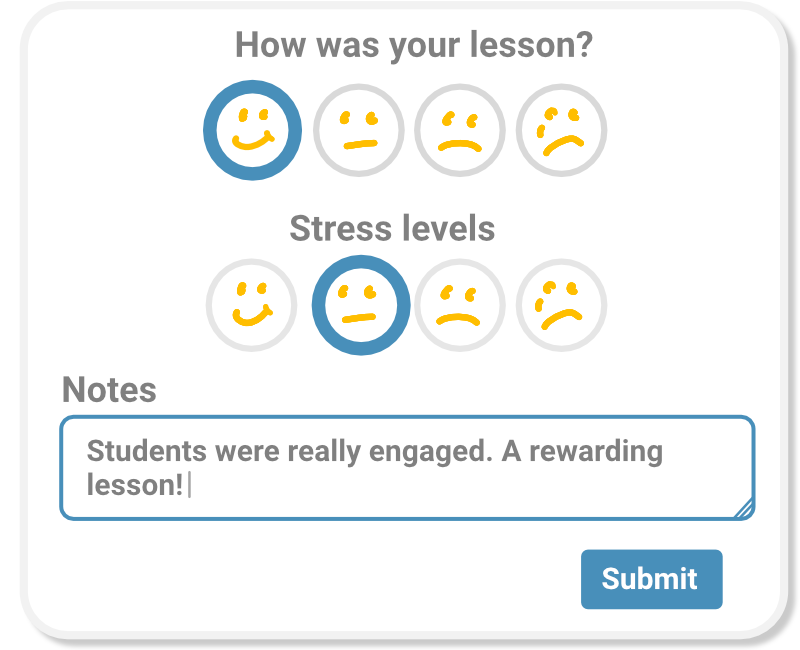 How was your lesson?
Stress levels
Notes
Students were really engaged. A rewarding
lesson!
Submit